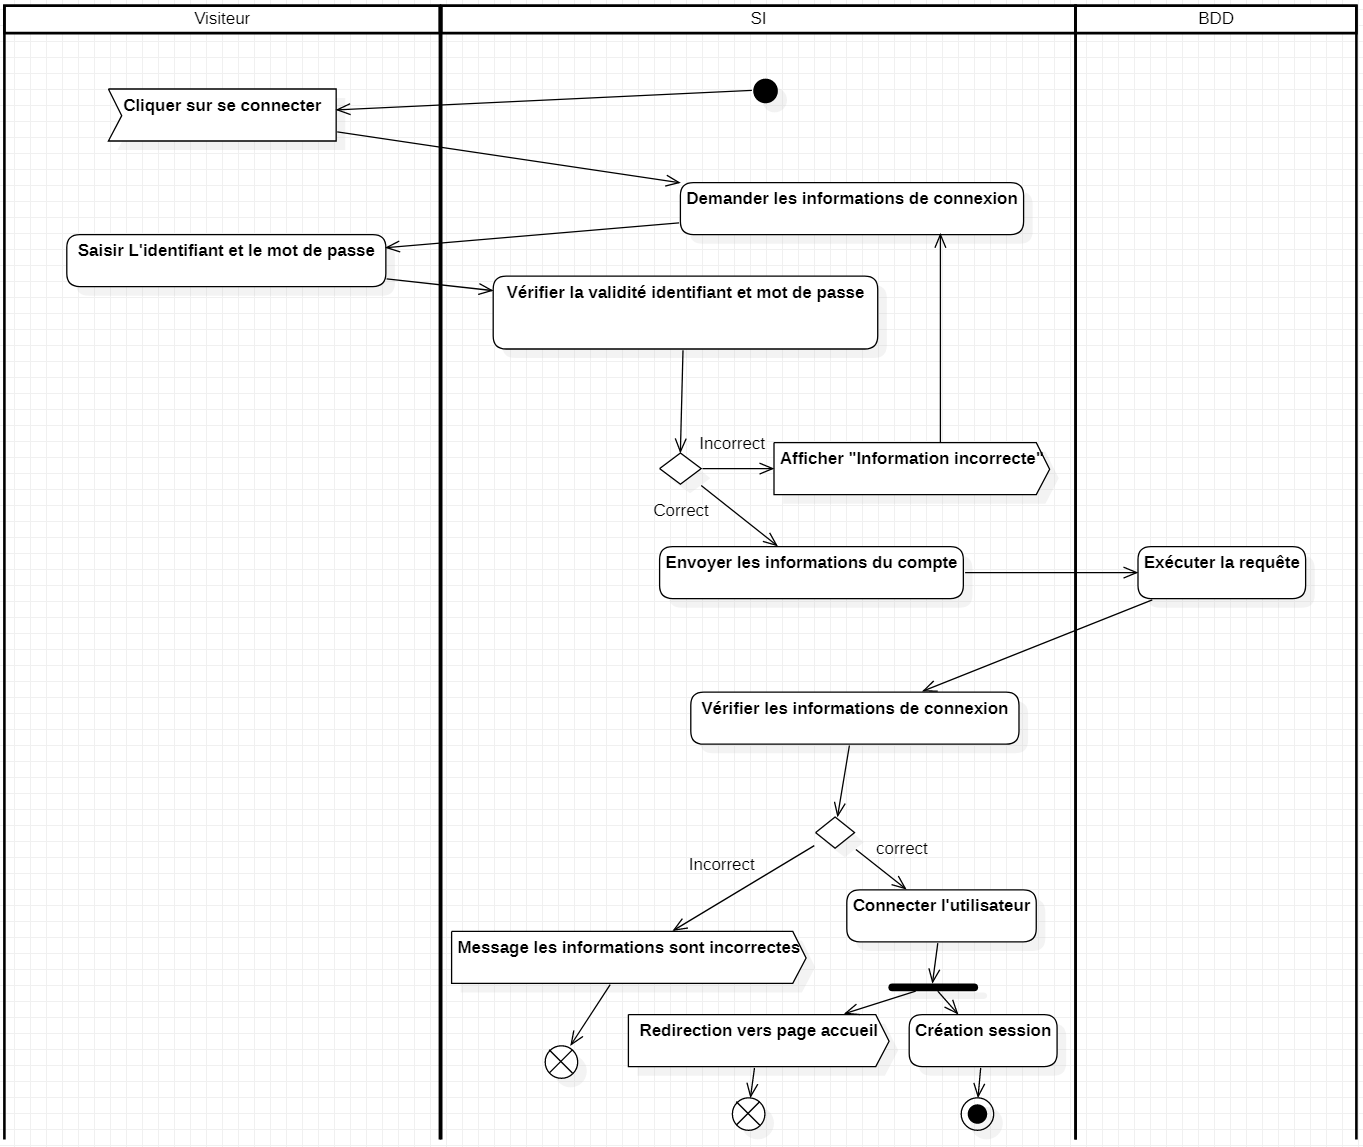 Visiteur
SI
BDD
Cliquer sur se connecter
Demander les informations de connexion
Saisir L'identifiant et le mot de passe
Vérifier la validité identifiant et mot de passe
Incorrect
Afficher "Information incorrecte"
Correct
Envoyer les informations du compte
Exécuter la requête
Vérifier les informations de connexion
Incorrect
correct
Connecter l'utilisateur
Message les informations sont incorrectes
Redirection vers page accueil
Création session